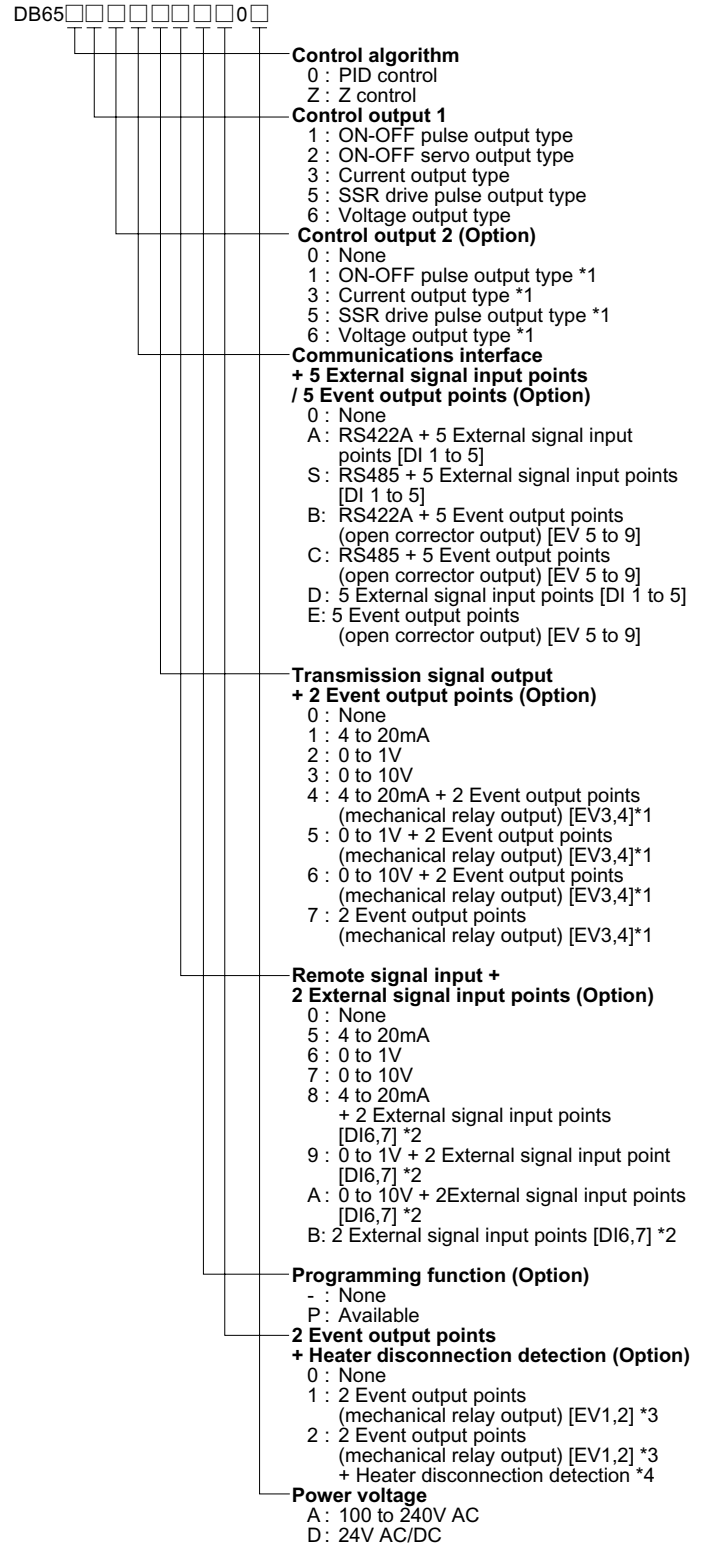 DB65□□□□□□□□0□
Control algorithm
0 : PID control
Z : Z control
Control output 1
1 : ON-OFF pulse output type
2 : ON-OFF servo output type
3 : Current output type
5 : SSR drive pulse output type
6 : Voltage output type
Control output 2 (Option)
0 : None
1 : ON-OFF pulse output type *1
3 : Current output type *1
5 : SSR drive pulse output type *1
6 : Voltage output type *1
Communications interface
+ 5 External signal input points
/ 5 Event output points (Option)
0 : None
A : RS422A + 5 External signal input
points [DI 1 to 5]
S : RS485 + 5 External signal input points
[DI 1 to 5]
B: RS422A + 5 Event output points
(open corrector output) [EV 5 to 9]
C : RS485 + 5 Event output points
(open corrector output) [EV 5 to 9]
D : 5 External signal input points [DI 1 to 5]
E: 5 Event output points
(open corrector output) [EV 5 to 9]
Transmission signal output
+ 2 Event output points (Option)
0 : None
1 : 4 to 20mA
2 : 0 to 1V
3 : 0 to 10V
4 : 4 to 20mA + 2 Event output points
(mechanical relay output) [EV3,4]*1
5 : 0 to 1V + 2 Event output points
(mechanical relay output) [EV3,4]*1
6 : 0 to 10V + 2 Event output points
(mechanical relay output) [EV3,4]*1
7 : 2 Event output points
(mechanical relay output) [EV3,4]*1
Remote signal input +
2 External signal input points (Option)
0 : None
5 : 4 to 20mA
6 : 0 to 1V
7 : 0 to 10V
8 : 4 to 20mA
+ 2 External signal input points
[DI6,7] *2
9 : 0 to 1V + 2 External signal input point
[DI6,7] *2
A : 0 to 10V + 2External signal input points
[DI6,7] *2
B: 2 External signal input points [DI6,7] *2
Programming function (Option)
- : None
P : Available
2 Event output points
+ Heater disconnection detection (Option)
0 : None
1 : 2 Event output points
(mechanical relay output) [EV1,2] *3
2 : 2 Event output points
(mechanical relay output) [EV1,2] *3
+ Heater disconnection detection *4
Power voltage
A : 100 to 240V AC
D : 24V AC/DC